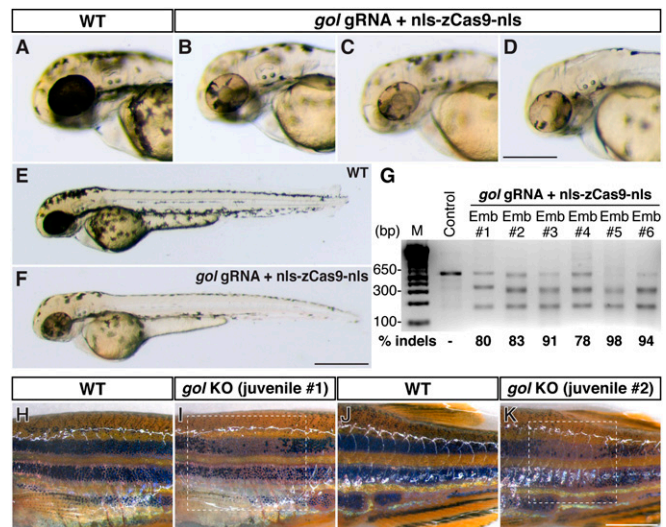 WT
gol gRNA + nls-zCas9-nls
A
B
C
D
E
WT
F
gol gRNA + nls-zCas9-nls
G
gol gRNA + nls-zCas9-nls
Control
Emb Emb Emb Emb Emb Emb
(bp) M #1 #2 #3 #4 #5 #6
650-
300-
100-
% indels - 80 83 91 78 98 94
WT
gol KO (juvenile #1)
WT
gol KO (juvenile #2)
H
I
J
K